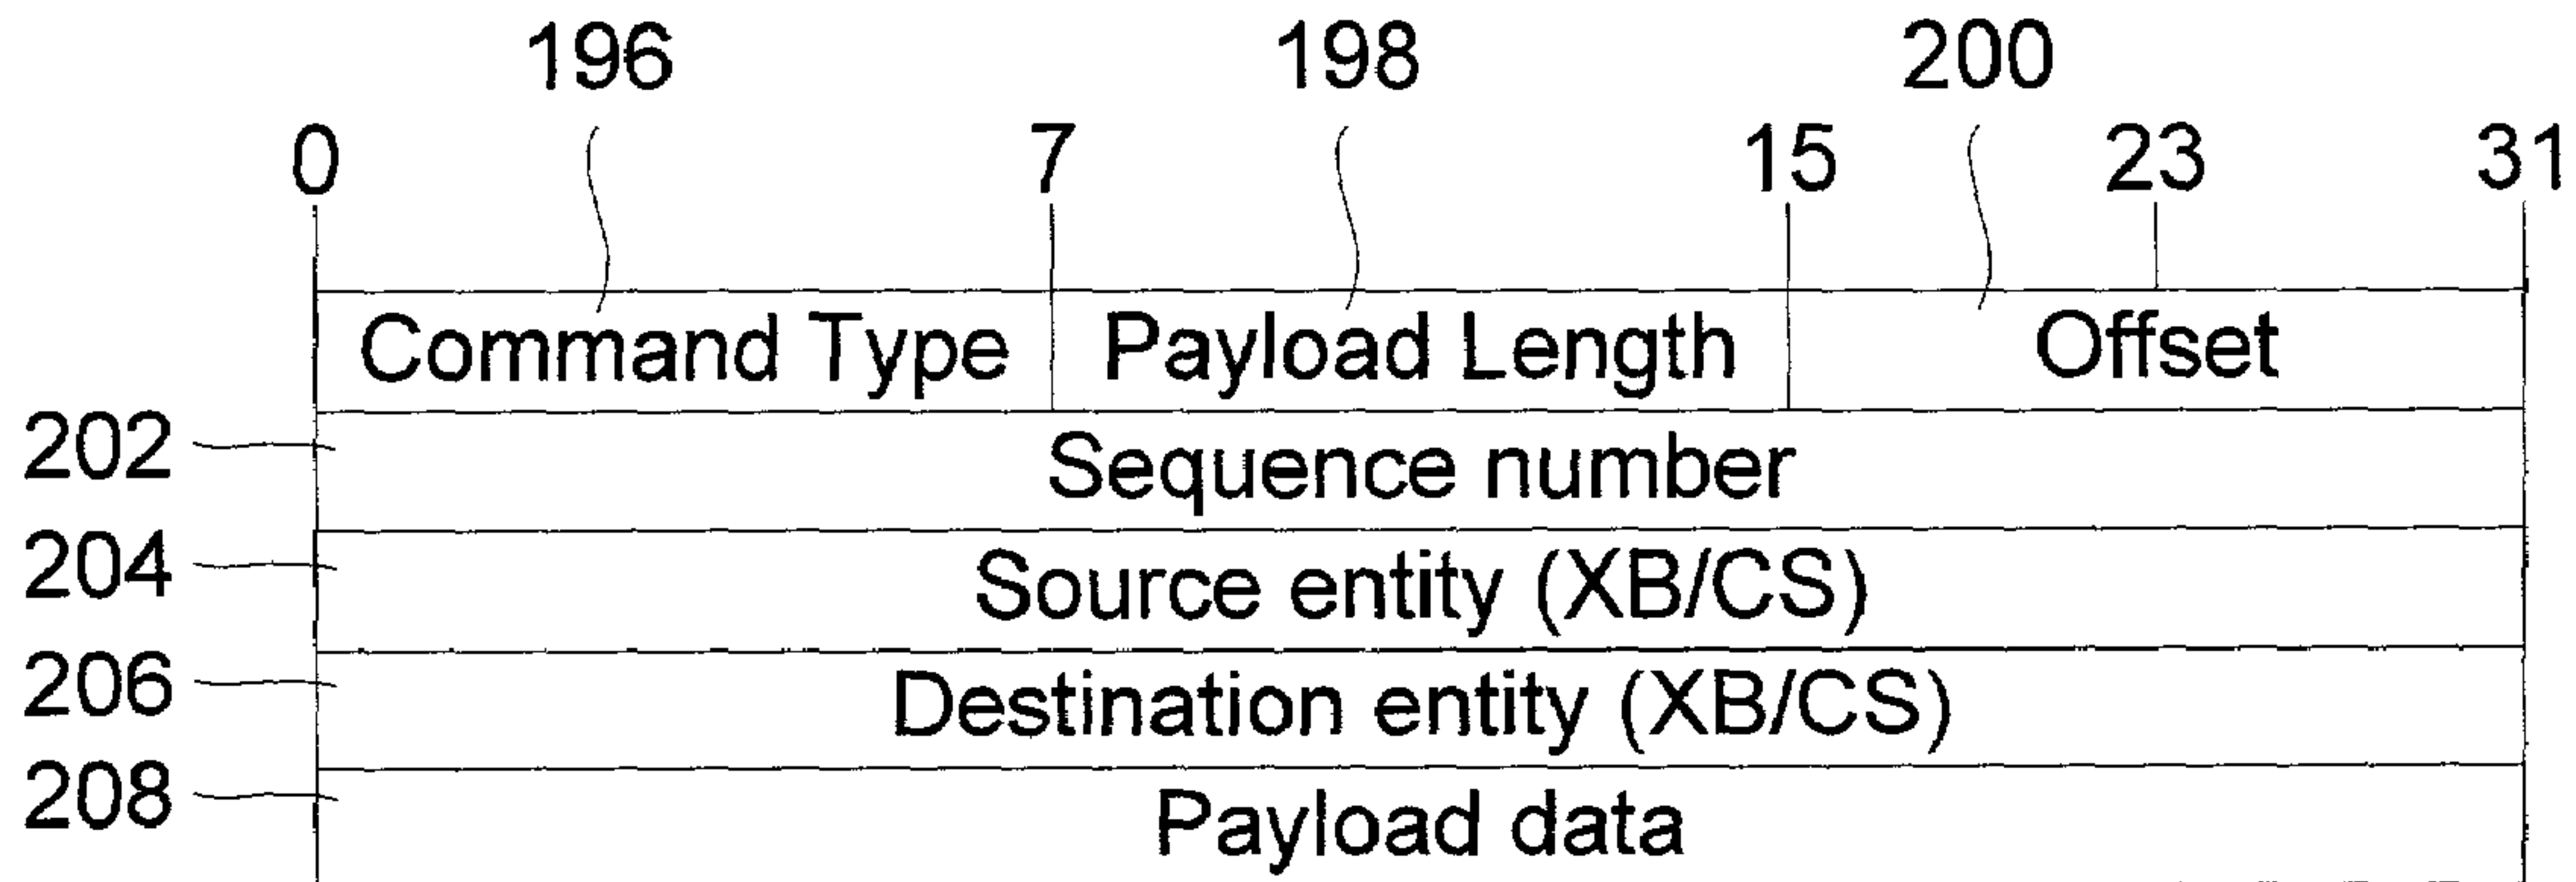 196 198 200
0 7 15 23 31
Command Type Payload Length Offset
202 Sequence number
204 Source entity (XB/CS)
206 Destination entity (XB/CS)
208 Payload data